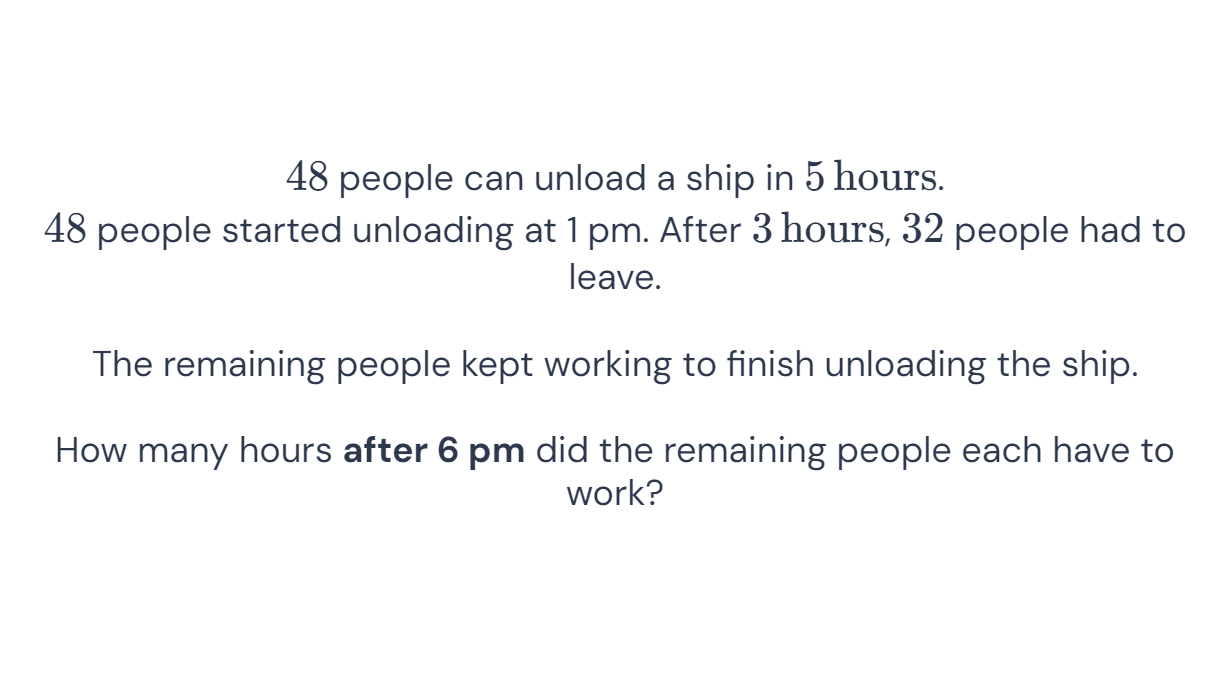 48 people can unload a ship in 5 hours.
48 people started unloading at 1 pm. After 3 hours, 32 people had to
leave.
The remaining people kept working to finish unloading the ship.
How many hours after 6 pm did the remaining people each have to
work?